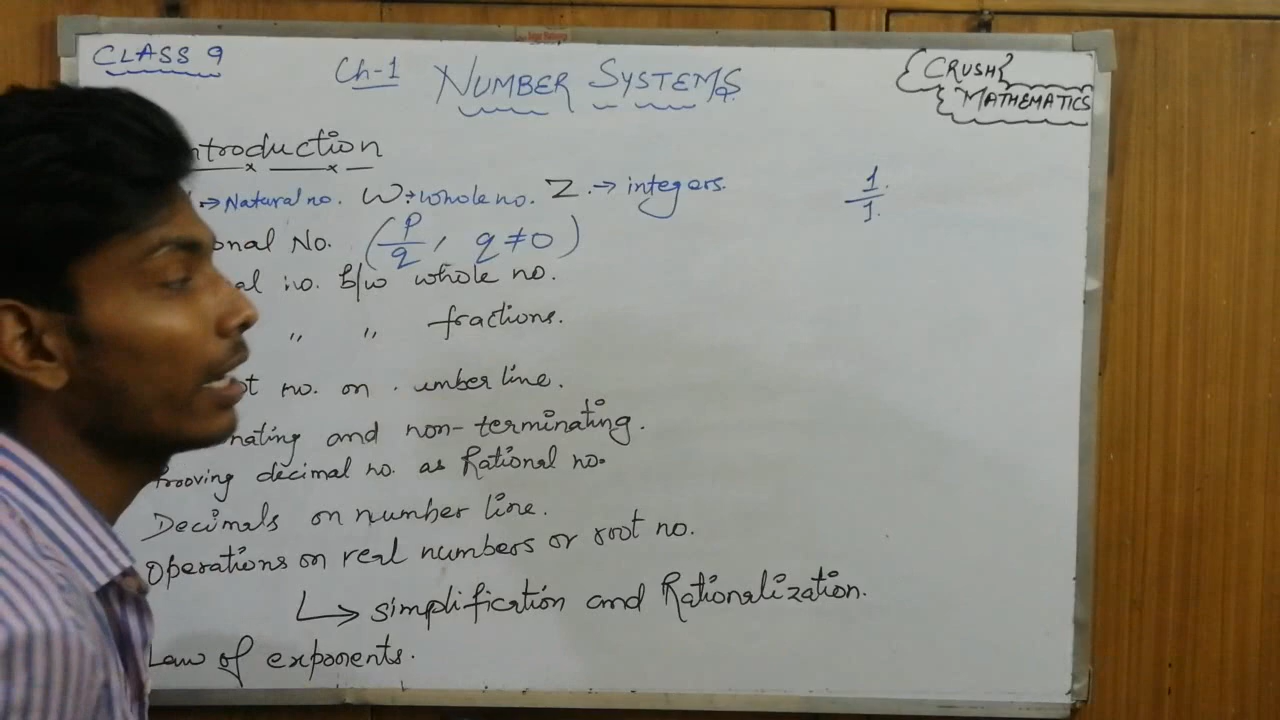 CLASS 9
Ch-1 NUMBER SYSTEMS
{CRUSH}
{MATHEMATICS
ntroduction
→ Natural no. W → whole no. Z → integers.
1/1
onal No. (p/q, q ≠ 0)
al no. b/w whole no.
" " fractions.
ot no. on umber line.
nating and non-terminating.
Prooving decimal no. as Rational no.
Decimals on number line.
Operations on real numbers or root no.
↳ simplification and Rationalization.
Law of exponents.